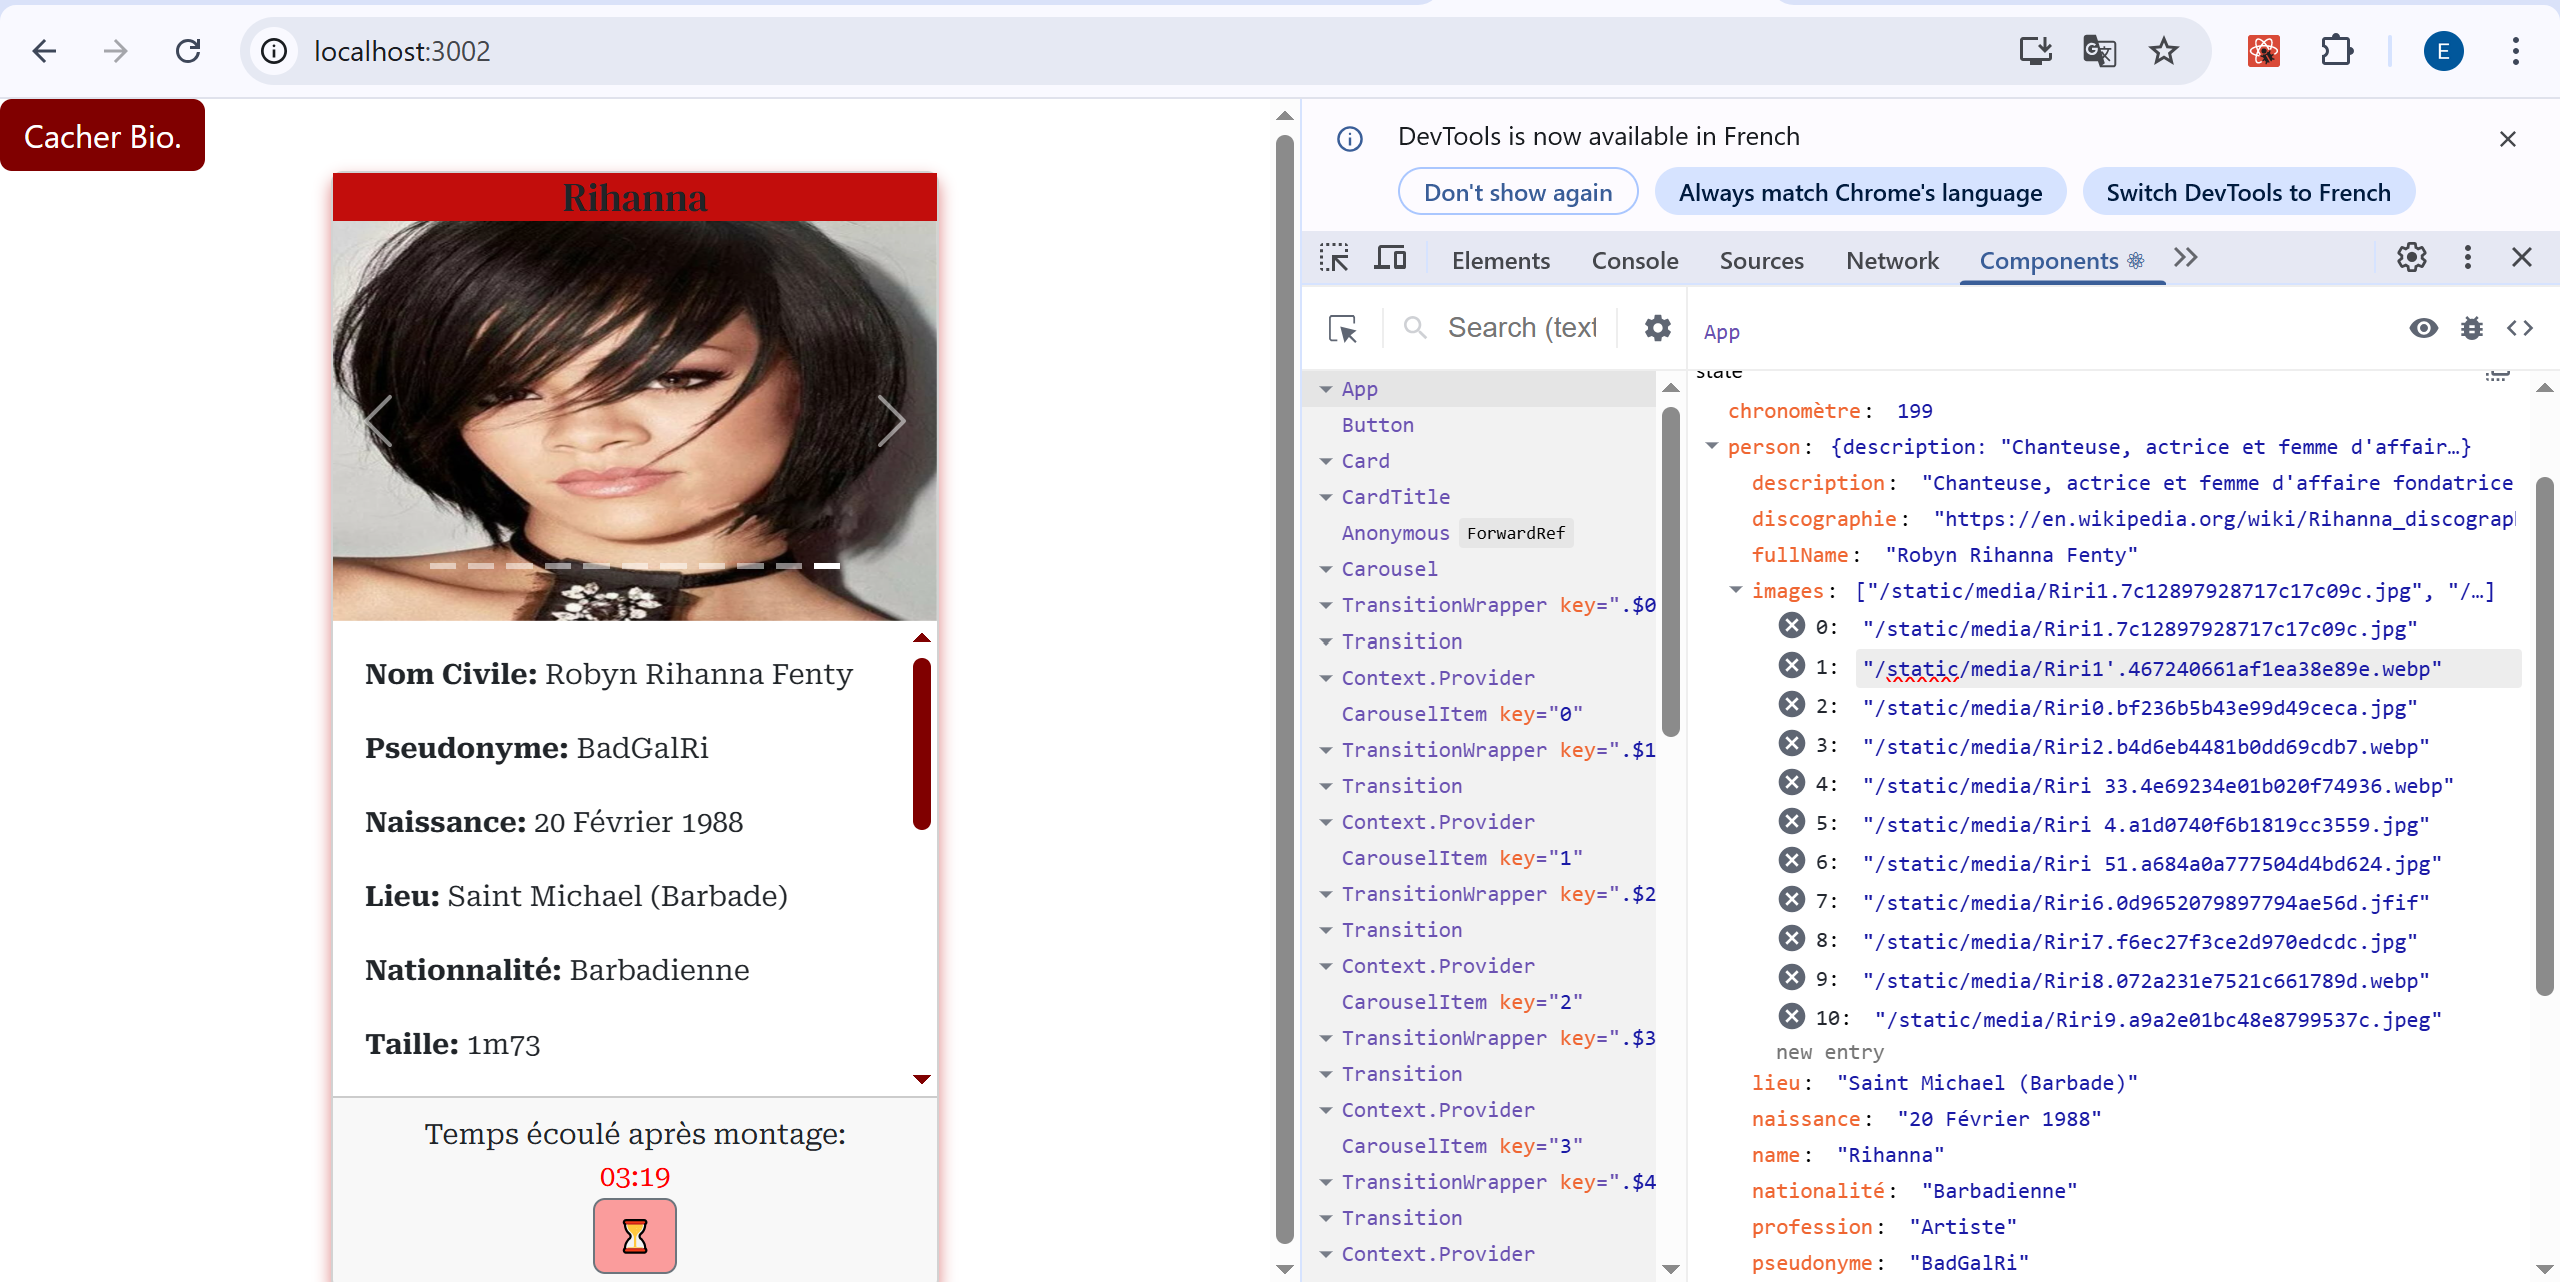 localhost:3002
E
Cacher Bio.
Rihanna
Nom Civile: Robyn Rihanna Fenty
Pseudonyme: BadGalRi
Naissance: 20 Février 1988
Lieu: Saint Michael (Barbade)
Nationnalité: Barbadienne
Taille: 1m73
Temps écoulé après montage:
03:19
DevTools is now available in French
Don't show again
Always match Chrome's language
Switch DevTools to French
Elements
Console
Sources
Network
Components
Search (text
App
Button
Card
CardTitle
Anonymous ForwardRef
Carousel
TransitionWrapper key=".$0
Transition
Context.Provider
CarouselItem key="0"
TransitionWrapper key=".$1
Transition
Context.Provider
CarouselItem key="1"
TransitionWrapper key=".$2
Transition
Context.Provider
CarouselItem key="2"
TransitionWrapper key=".$3
Transition
Context.Provider
CarouselItem key="3"
TransitionWrapper key=".$4
Transition
Context.Provider
App
state
chronomètre: 199
person: {description: "Chanteuse, actrice et femme d'affair…}
description: "Chanteuse, actrice et femme d'affaire fondatrice
discographie: "https://en.wikipedia.org/wiki/Rihanna_discograp
fullName: "Robyn Rihanna Fenty"
images: ["/static/media/Riri1.7c12897928717c17c09c.jpg", "/…]
0: "/static/media/Riri1.7c12897928717c17c09c.jpg"
1: "/static/media/Riri1'.467240661af1ea38e89e.webp"
2: "/static/media/Riri0.bf236b5b43e99d49ceca.jpg"
3: "/static/media/Riri2.b4d6eb4481b0dd69cdb7.webp"
4: "/static/media/Riri 33.4e69234e01b020f74936.webp"
5: "/static/media/Riri 4.a1d0740f6b1819cc3559.jpg"
6: "/static/media/Riri 51.a684a0a777504d4bd624.jpg"
7: "/static/media/Riri6.0d9652079897794ae56d.jfif"
8: "/static/media/Riri7.f6ec27f3ce2d970edcdc.jpg"
9: "/static/media/Riri8.072a231e7521c661789d.webp"
10: "/static/media/Riri9.a9a2e01bc48e8799537c.jpeg"
new entry
lieu: "Saint Michael (Barbade)"
naissance: "20 Février 1988"
name: "Rihanna"
nationalité: "Barbadienne"
profession: "Artiste"
pseudonyme: "BadGalRi"